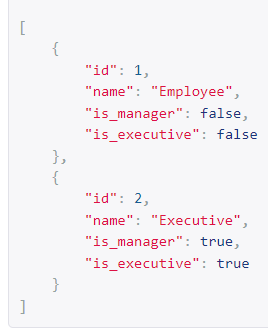 [
    {
        "id": 1,
        "name": "Employee",
        "is_manager": false,
        "is_executive": false
    },
    {
        "id": 2,
        "name": "Executive",
        "is_manager": true,
        "is_executive": true
    }
]